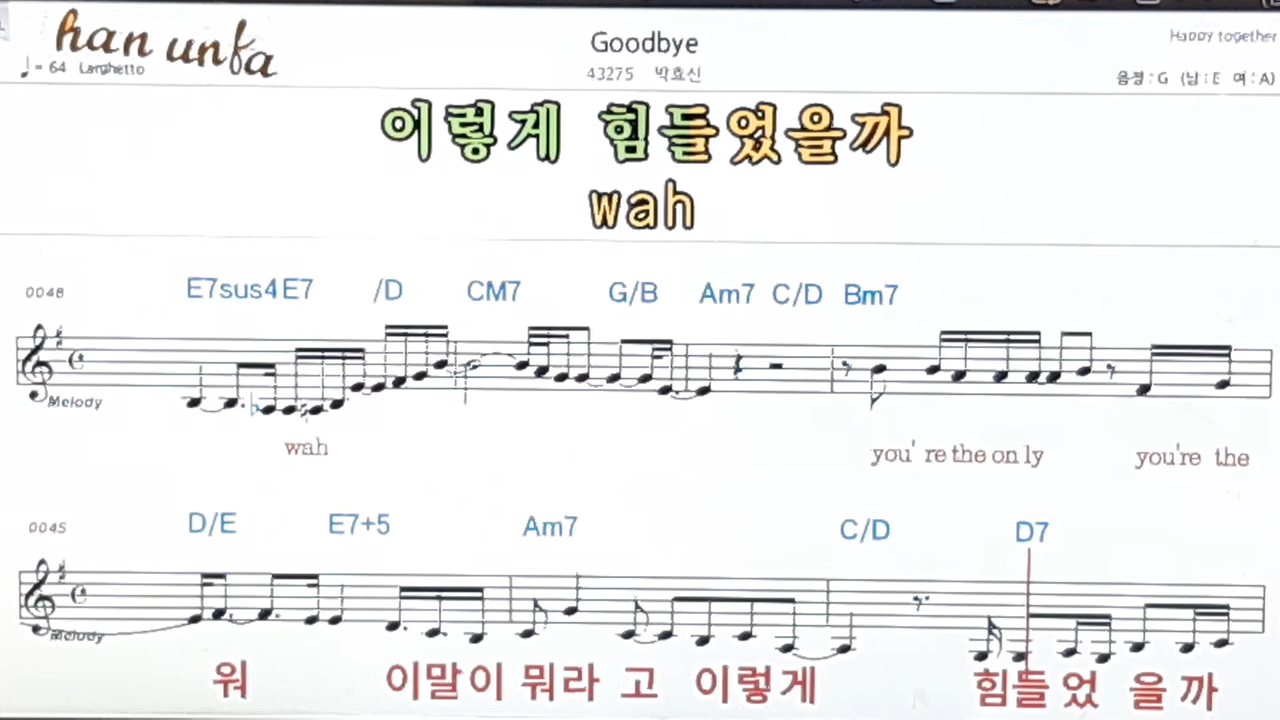 han unfa
♩= 64 Larghetto
Goodbye
43275 박효신
Happy together
음정 : G (남 : E 여 : A)
이렇게 힘들었을까
wah
0048
E7sus4 E7 /D CM7 G/B Am7 C/D Bm7
Melody
wah you're the only you're the
0045
D/E E7+5 Am7 C/D D7
Melody
워 이말이 뭐라 고 이렇게 힘들었 을까